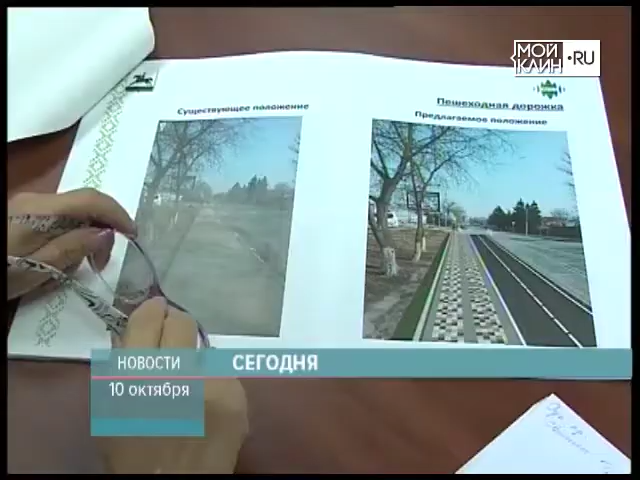 МОЙ
КЛИН .RU
Пешеходная дорожка
Существующее положение
Предлагаемое положение
НОВОСТИ
СЕГОДНЯ
10 октября